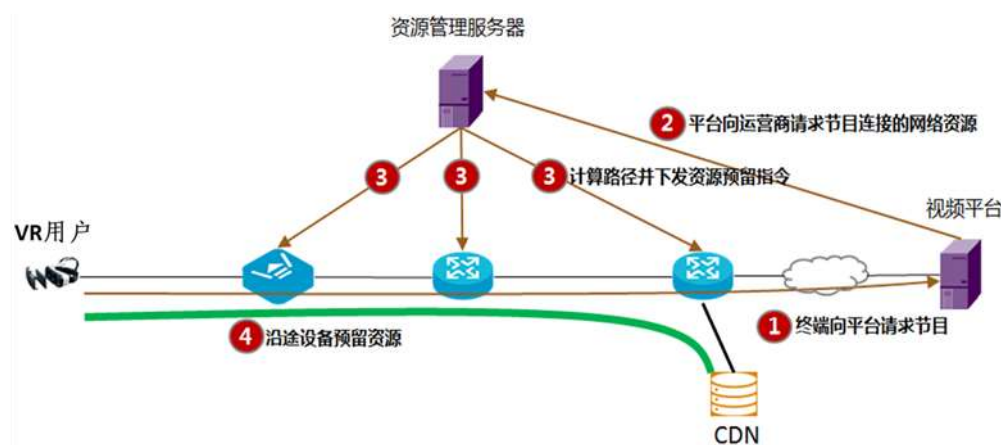 资源管理服务器
2 平台向运营商请求节目连接的网络资源
3
3
3 计算路径并下发资源预留指令
视频平台
VR用户
1 终端向平台请求节目
4 沿途设备预留资源
CDN